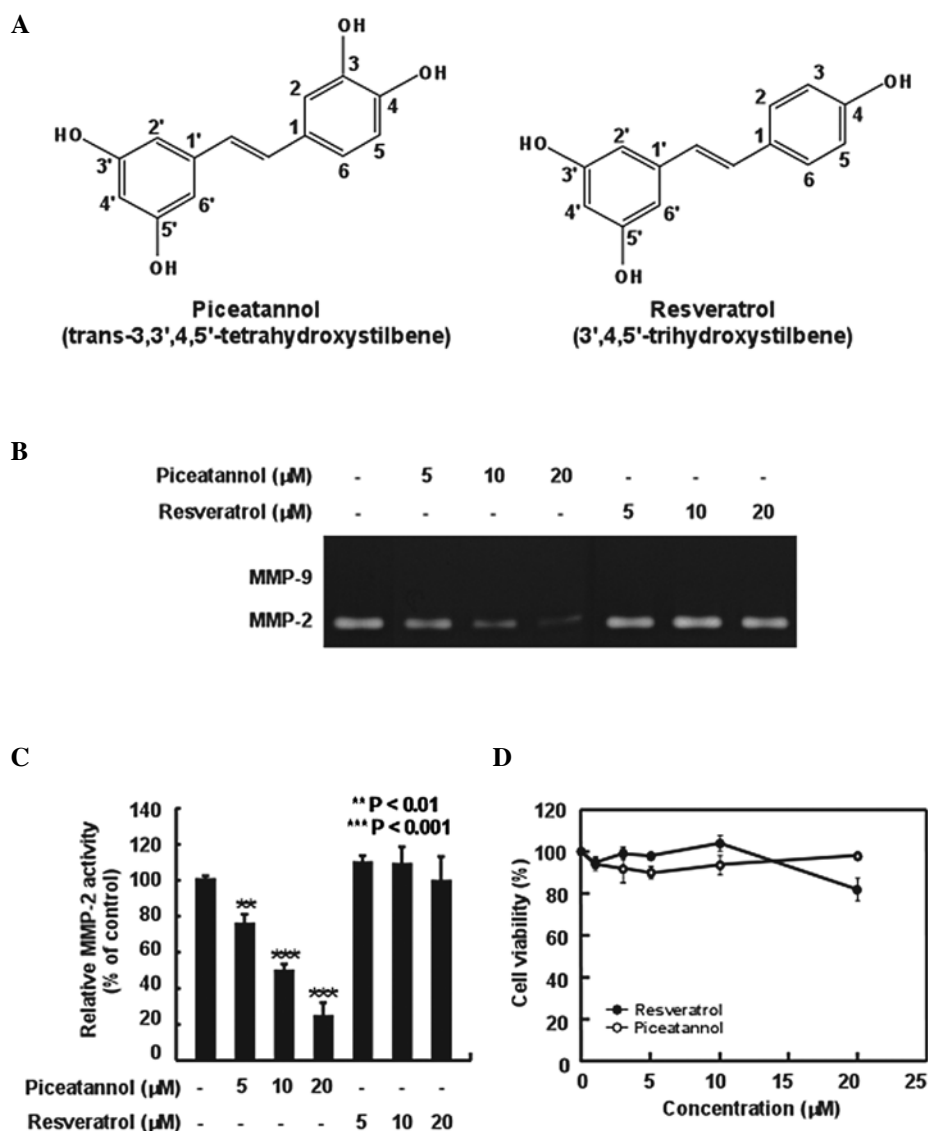 A
OH
3
OH
2
4
HO
2'
1'
1
5
3'
6
4'
6'
5'
OH
Piceatannol
(trans-3,3',4,5'-tetrahydroxystilbene)
3
OH
2
4
HO
2'
1'
1
5
3'
6
4'
6'
5'
OH
Resveratrol
(3',4,5'-trihydroxystilbene)
B
Piceatannol (μM) - 5 10 20 - - -
Resveratrol (μM) - - - - 5 10 20
MMP-9
MMP-2
C
Relative MMP-2 activity
(% of control)
140
120
100
80
60
40
20
0
** P < 0.01
*** P < 0.001
**
***
***
Piceatannol (μM) - 5 10 20 - - -
Resveratrol (μM) - - - - 5 10 20
D
Cell viability (%)
120
100
80
60
40
20
0
Resveratrol
Piceatannol
0 5 10 15 20 25
Concentration (μM)